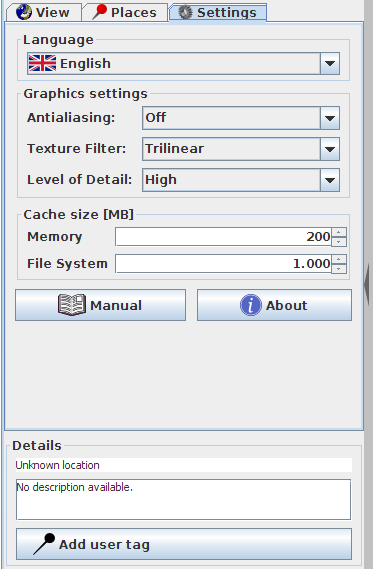 View Places Settings
Language
English
Graphics settings
Antialiasing: Off
Texture Filter: Trilinear
Level of Detail: High
Cache size [MB]
Memory 200
File System 1.000
Manual i About
Details
Unknown location
No description available.
Add user tag